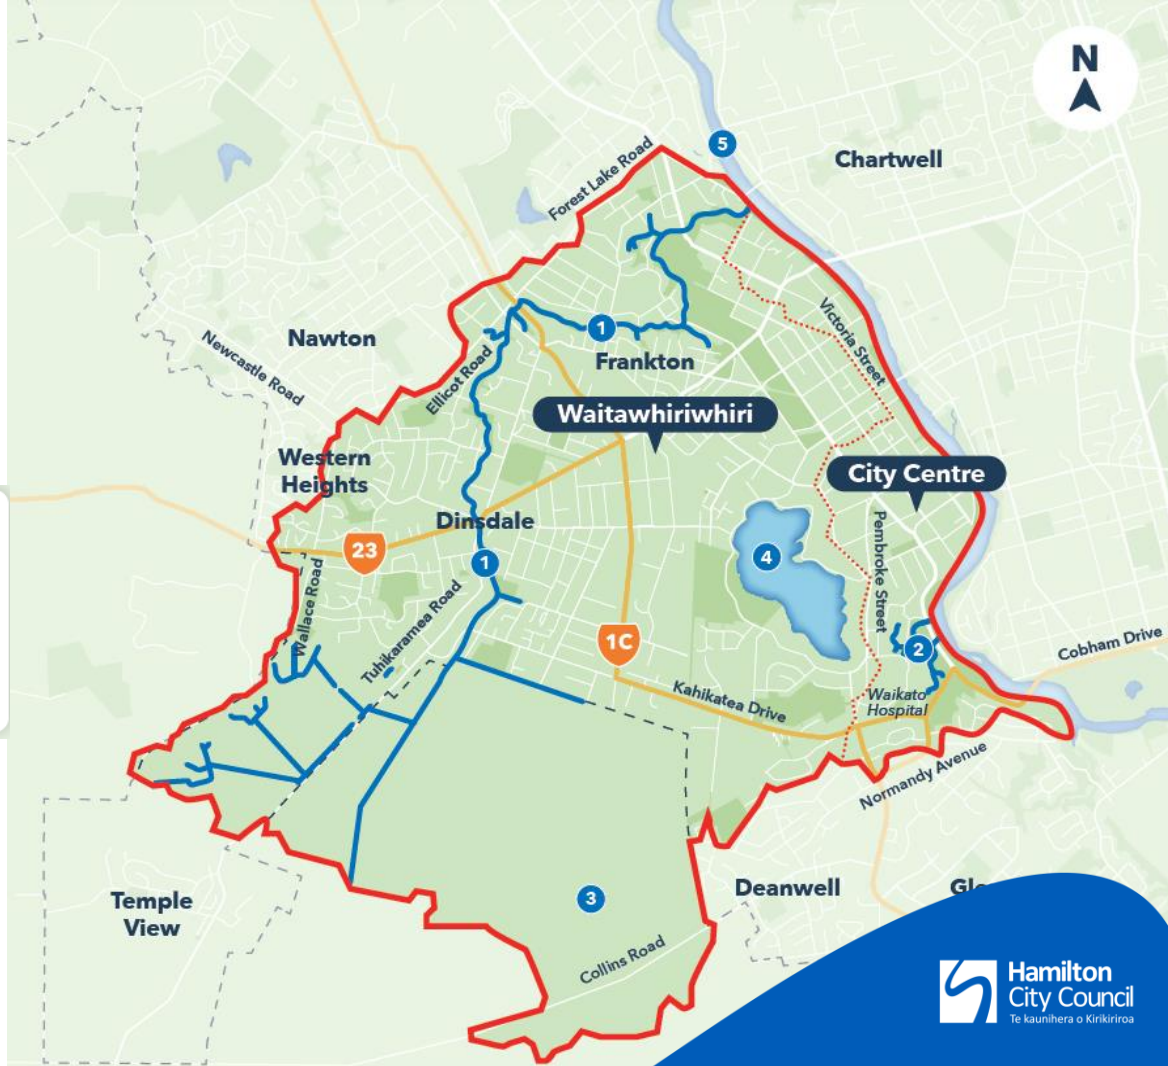 N
5
Chartwell
Forest Lake Road
Nawton
Newcastle Road
1
Frankton
Victoria Street
Ellicot Road
Waitawhiriwhiri
Western
Heights
City Centre
Dinsdale
23
1
4
Pembroke Street
Wallace Road
Tuhikaramea Road
1C
2
Cobham Drive
Kahikatea Drive
Waikato
Hospital
Normandy Avenue
Temple
View
3
Deanwell
Collins Road
Hamilton
City Council
Te kaunihera o Kirikiriroa